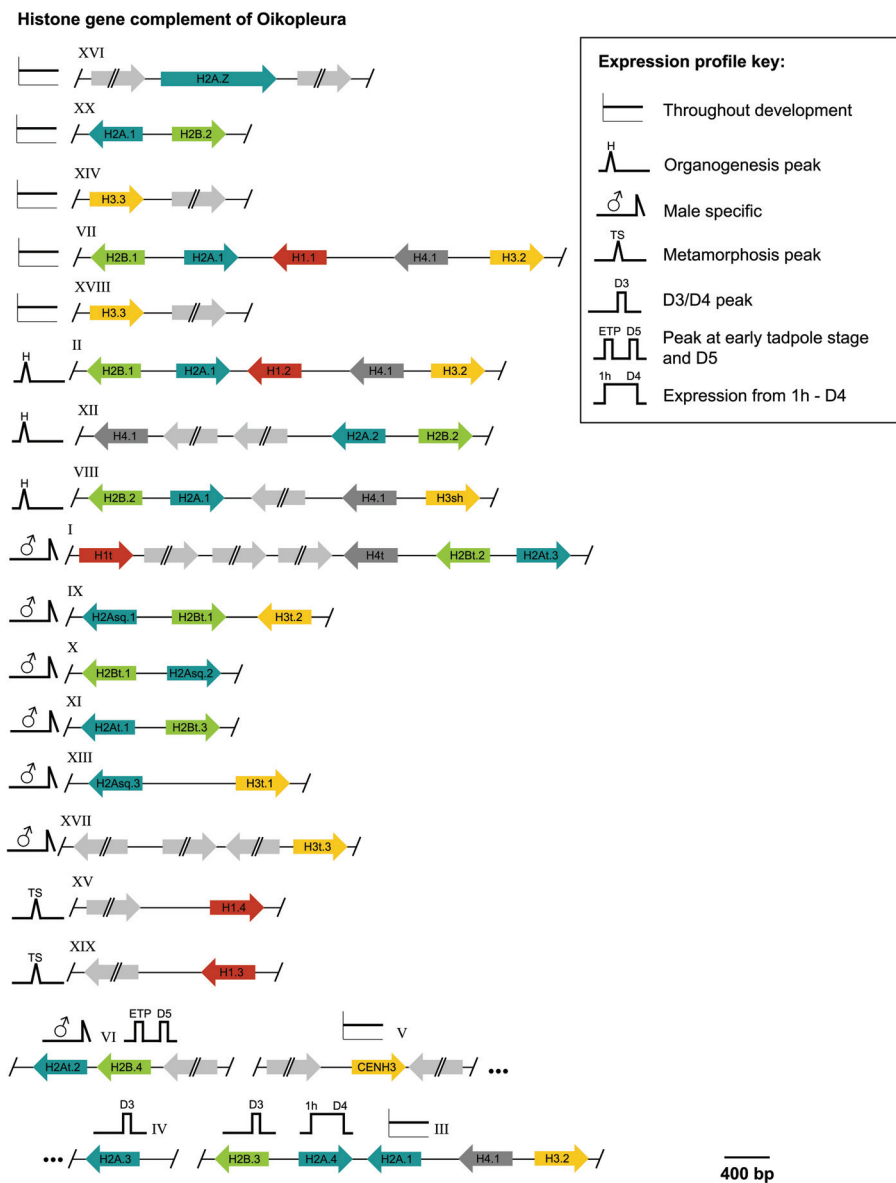 Histone gene complement of Oikopleura
XVI
H2A.Z
XX
H2A.1 H2B.2
XIV
H3.3
VII
H2B.1 H2A.1 H1.1 H4.1 H3.2
XVIII
H3.3
H II
H2B.1 H2A.1 H1.2 H4.1 H3.2
H XII
H4.1 H2A.2 H2B.2
H VIII
H2B.2 H2A.1 H4.1 H3sh
♂ I
H1t H4t H2Bt.2 H2At.3
♂ IX
H2Asq.1 H2Bt.1 H3t.2
♂ X
H2Bt.1 H2Asq.2
♂ XI
H2At.1 H2Bt.3
♂ XIII
H2Asq.3 H3t.1
♂ XVII
H3t.3
TS XV
H1.4
TS XIX
H1.3
♂ VI ETP D5 V
H2At.2 H2B.4 CENH3 •••
D3 IV D3 1h D4 III
••• H2A.3 H2B.3 H2A.4 H2A.1 H4.1 H3.2
400 bp
Expression profile key:
Throughout development
H
Organogenesis peak
♂ Male specific
TS
Metamorphosis peak
D3
D3/D4 peak
ETP D5
Peak at early tadpole stage
and D5
1h D4
Expression from 1h - D4